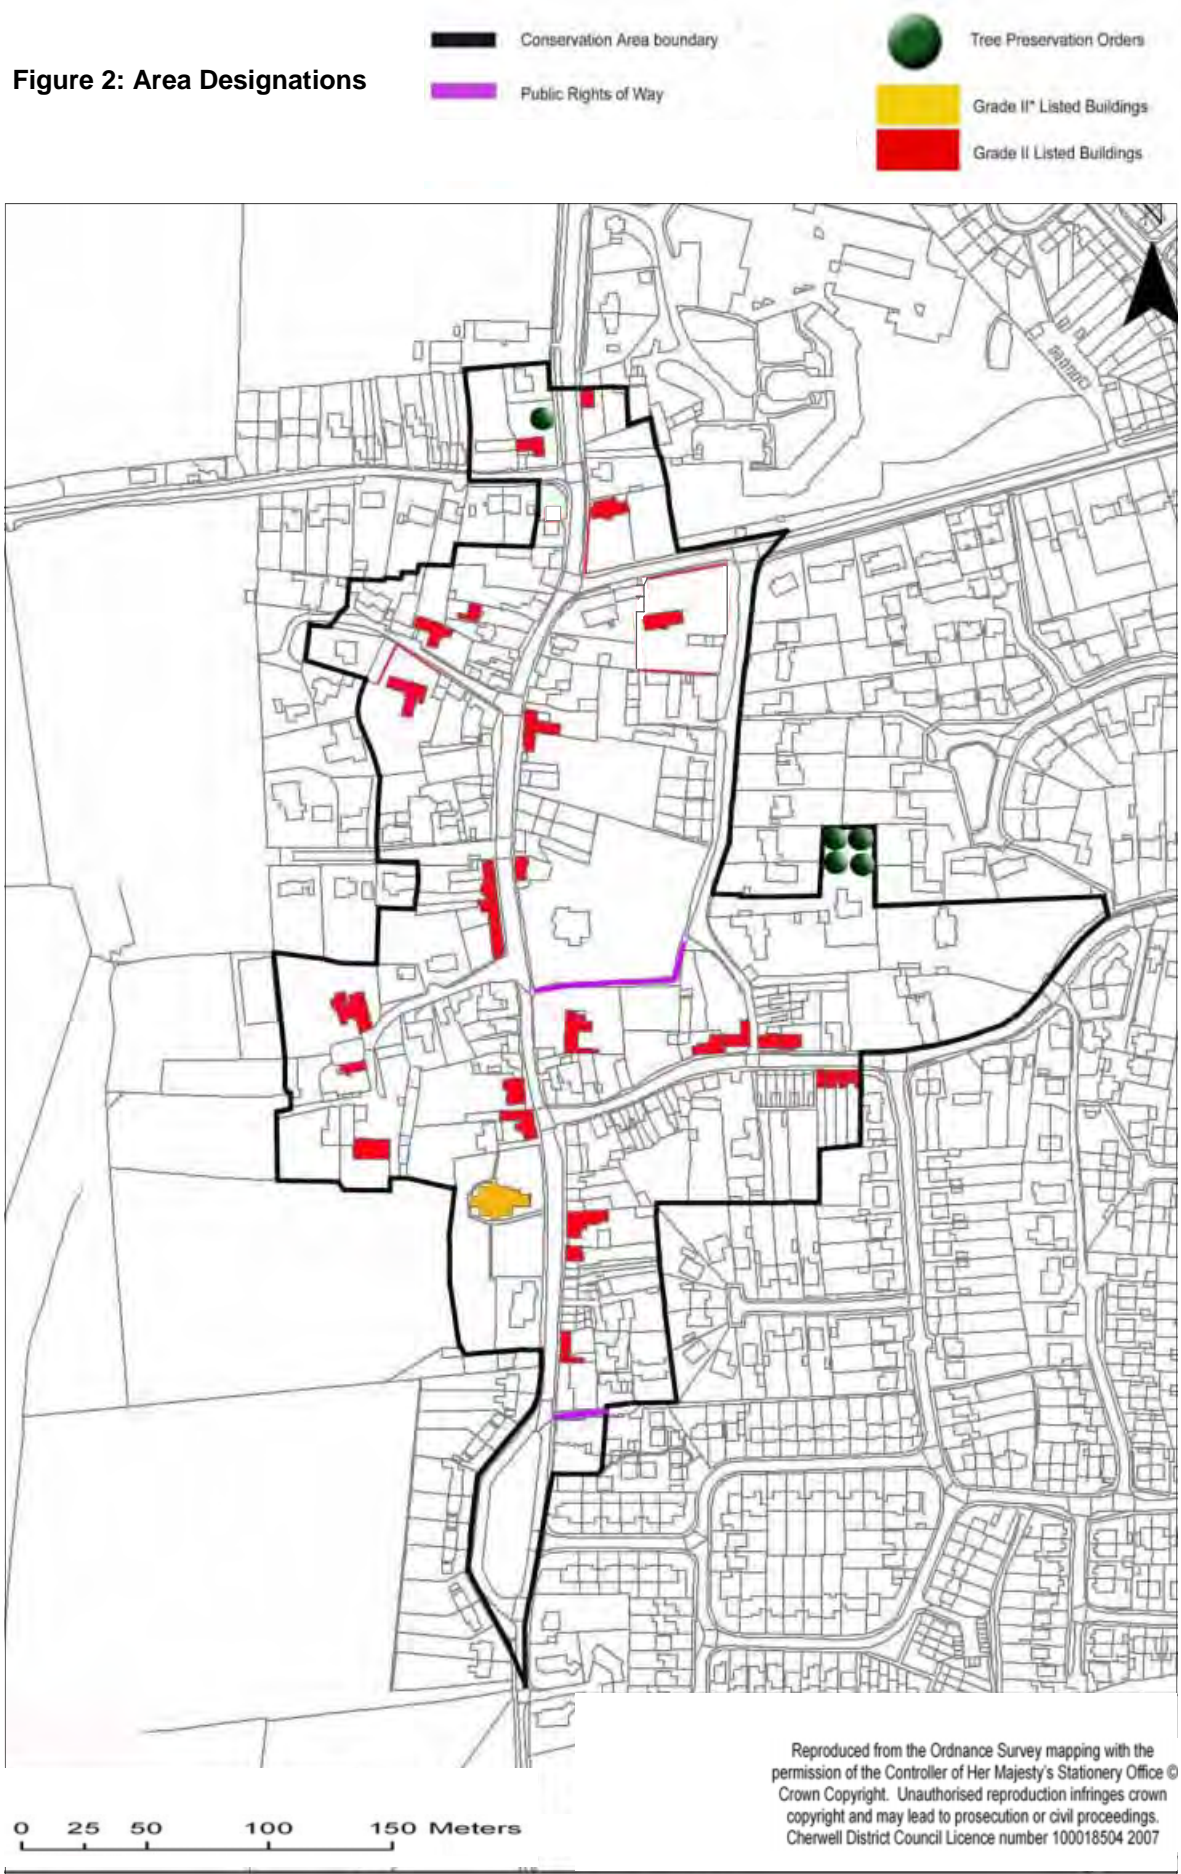 Figure 2: Area Designations
Conservation Area boundary
Public Rights of Way
Tree Preservation Orders
Grade II* Listed Buildings
Grade II Listed Buildings
0 25 50 100 150 Meters
Reproduced from the Ordnance Survey mapping with the
permission of the Controller of Her Majesty's Stationery Office ©
Crown Copyright. Unauthorised reproduction infringes crown
copyright and may lead to prosecution or civil proceedings.
Cherwell District Council Licence number 100018504 2007